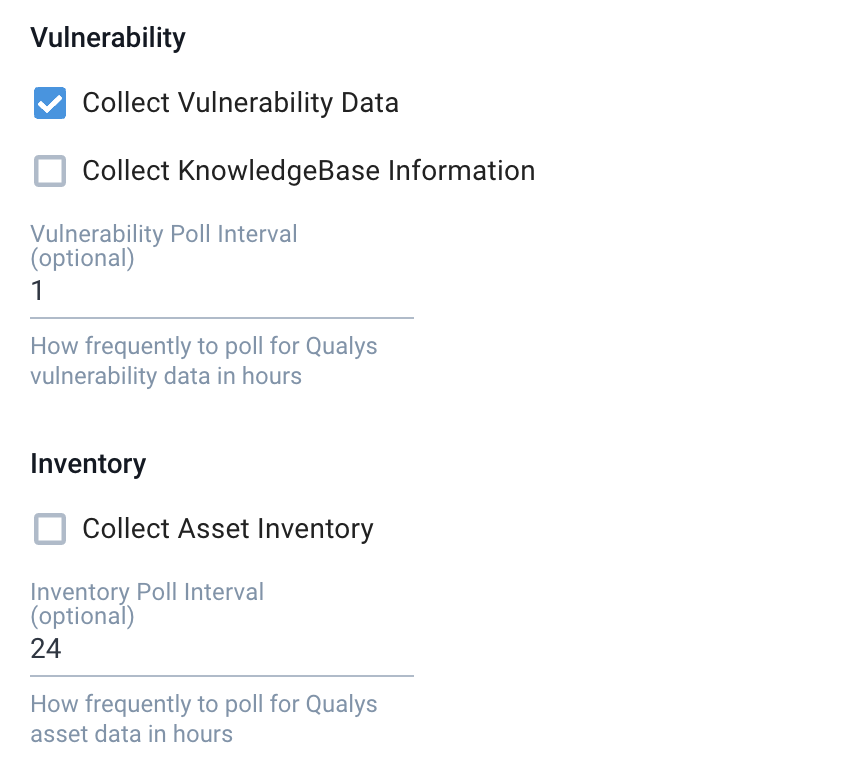 Vulnerability
Collect Vulnerability Data
Collect KnowledgeBase Information
Vulnerability Poll Interval
(optional)
1
How frequently to poll for Qualys
vulnerability data in hours
Inventory
Collect Asset Inventory
Inventory Poll Interval
(optional)
24
How frequently to poll for Qualys
asset data in hours